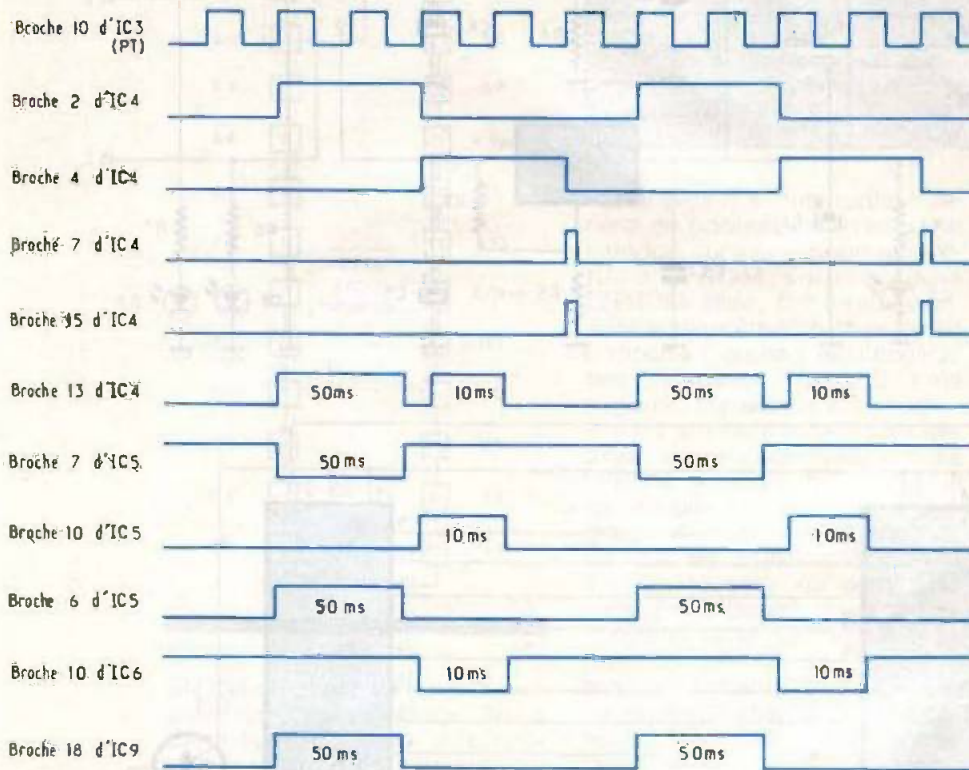 Broche 10 d'IC3
(PT)
Broche 2 d'IC4
Broche 4 d'IC4
Broche 7 d'IC4
Broche 15 d'IC4
Broche 13 d'IC4
50ms 10ms 50ms 10ms
Broche 7 d'IC5
50ms 50ms
Broche 10 d'IC5
10ms 10ms
Broche 6 d'IC5
50 ms 50ms
Broche 10 d'IC6
10ms 10ms
Broche 18 d'IC9
50 ms 50ms